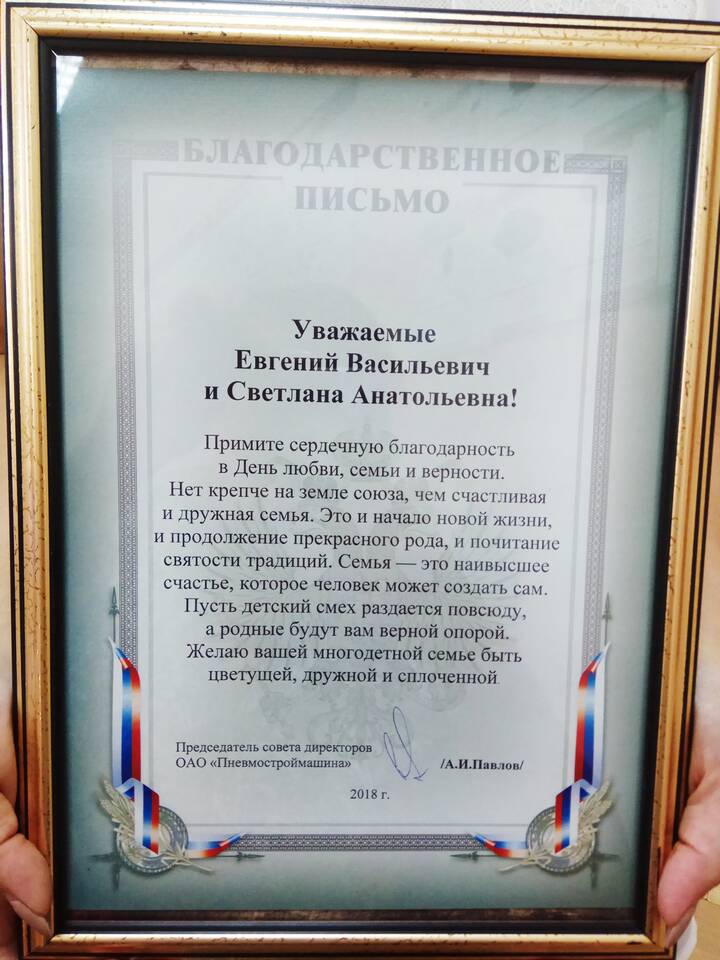 БЛАГОДАРСТВЕННОЕ
ПИСЬМО
Уважаемые
Евгений Васильевич
и Светлана Анатольевна!
Примите сердечную благодарность
в День любви, семьи и верности.
Нет крепче на земле союза, чем счастливая
и дружная семья. Это и начало новой жизни,
и продолжение прекрасного рода, и почитание
святости традиций. Семья — это наивысшее
счастье, которое человек может создать сам.
Пусть детский смех раздается повсюду,
а родные будут вам верной опорой.
Желаю вашей многодетной семье быть
цветущей, дружной и сплоченной
Председатель совета директоров
ОАО «Пневмостроймашина» /А.И.Павлов/
2018 г.